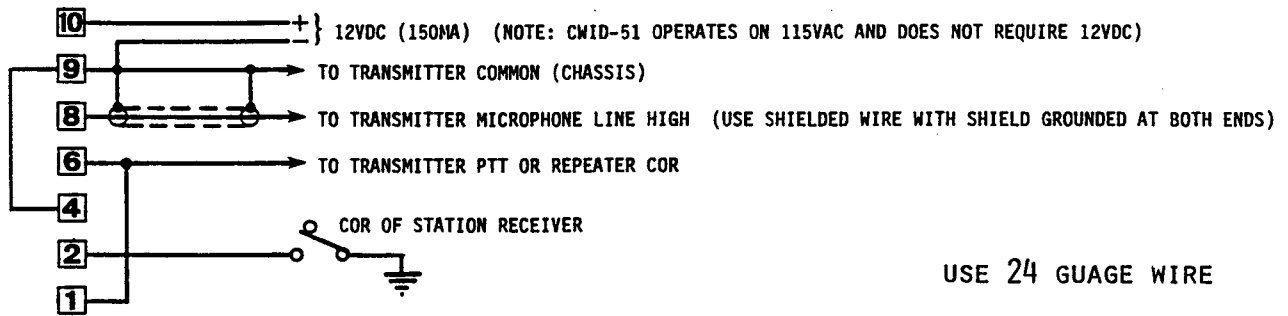 10 + } 12VDC (150MA) (NOTE: CWID-51 OPERATES ON 115VAC AND DOES NOT REQUIRE 12VDC)
−
9 TO TRANSMITTER COMMON (CHASSIS)
8 TO TRANSMITTER MICROPHONE LINE HIGH (USE SHIELDED WIRE WITH SHIELD GROUNDED AT BOTH ENDS)
6 TO TRANSMITTER PTT OR REPEATER COR
4
COR OF STATION RECEIVER
2
USE 24 GUAGE WIRE
1